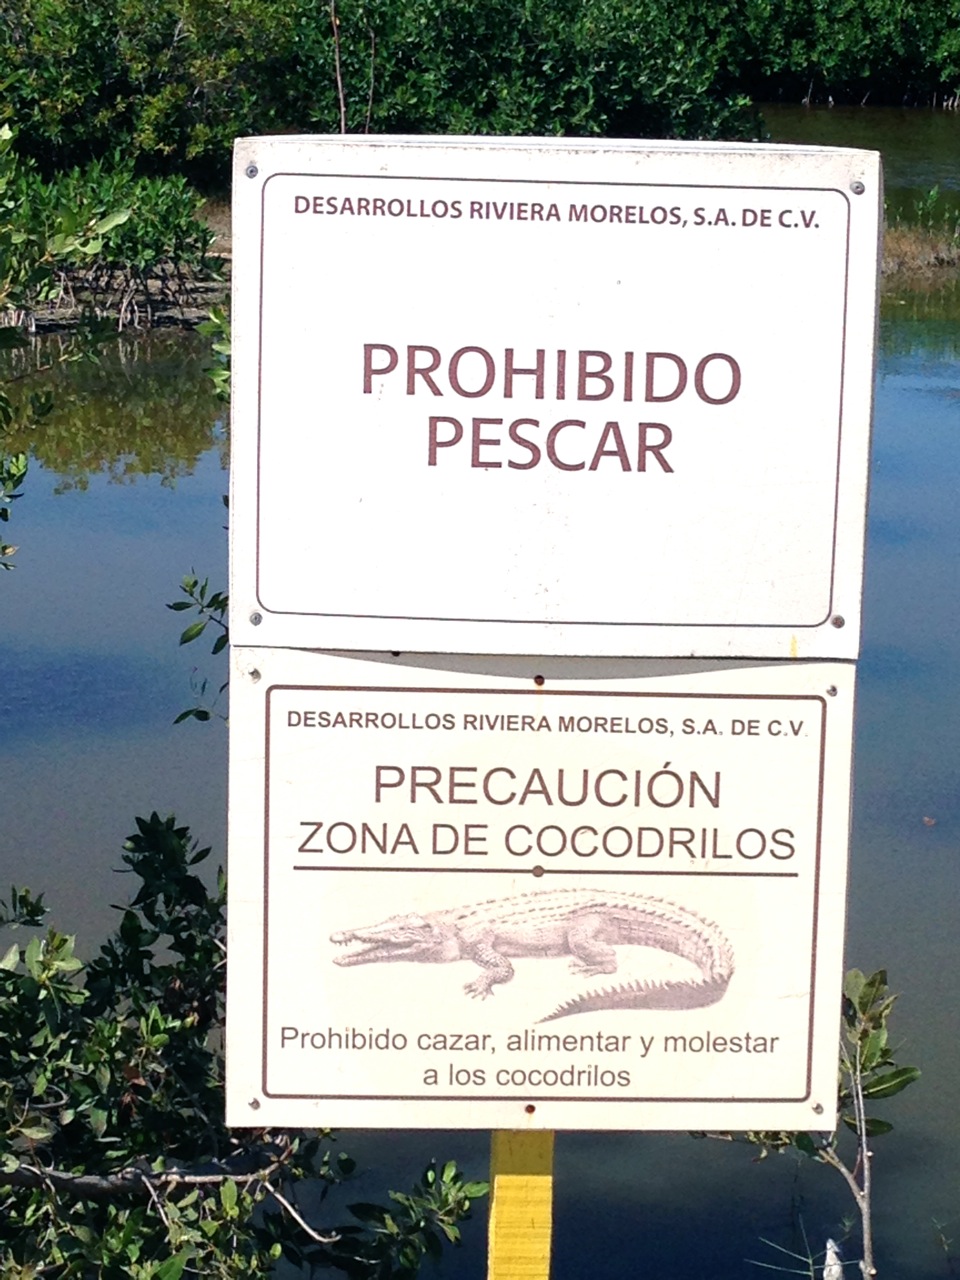 DESARROLLOS RIVIERA MORELOS, S.A. DE C.V.
PROHIBIDO
PESCAR
DESARROLLOS RIVIERA MORELOS, S.A. DE C.V.
PRECAUCIÓN
ZONA DE COCODRILOS
Prohibido cazar, alimentar y molestar
a los cocodrilos